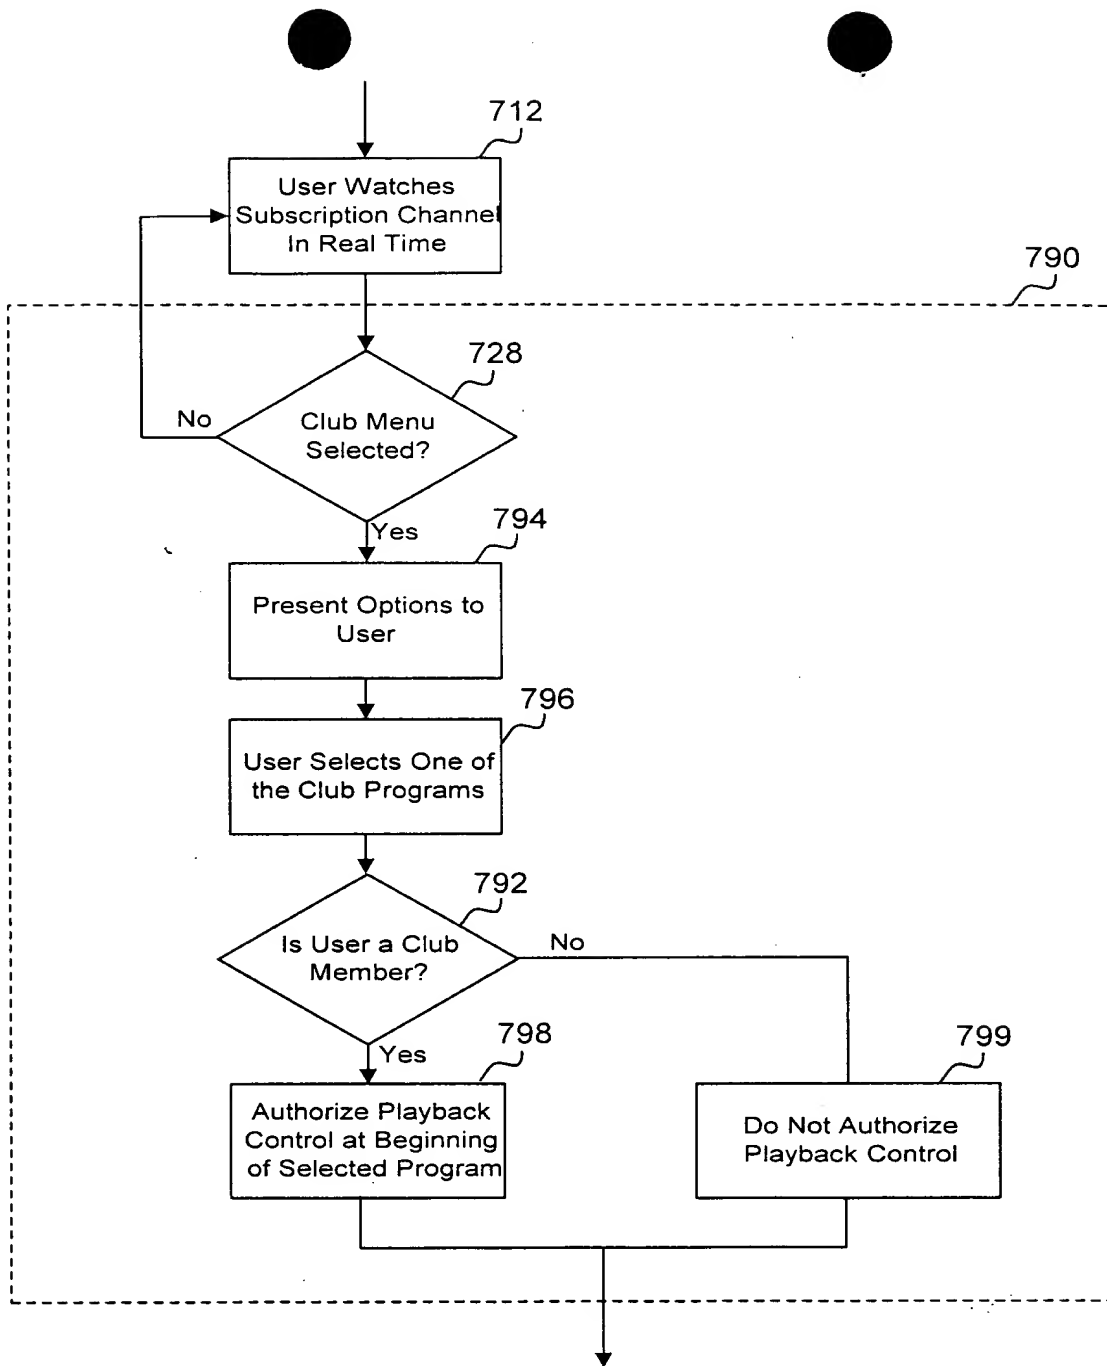 712
User Watches
Subscription Channel
In Real Time
790
728
No
Club Menu
Selected?
Yes
794
Present Options to
User
796
User Selects One of
the Club Programs
792
Is User a Club
Member?
No
Yes
798
799
Authorize Playback
Control at Beginning
of Selected Program
Do Not Authorize
Playback Control